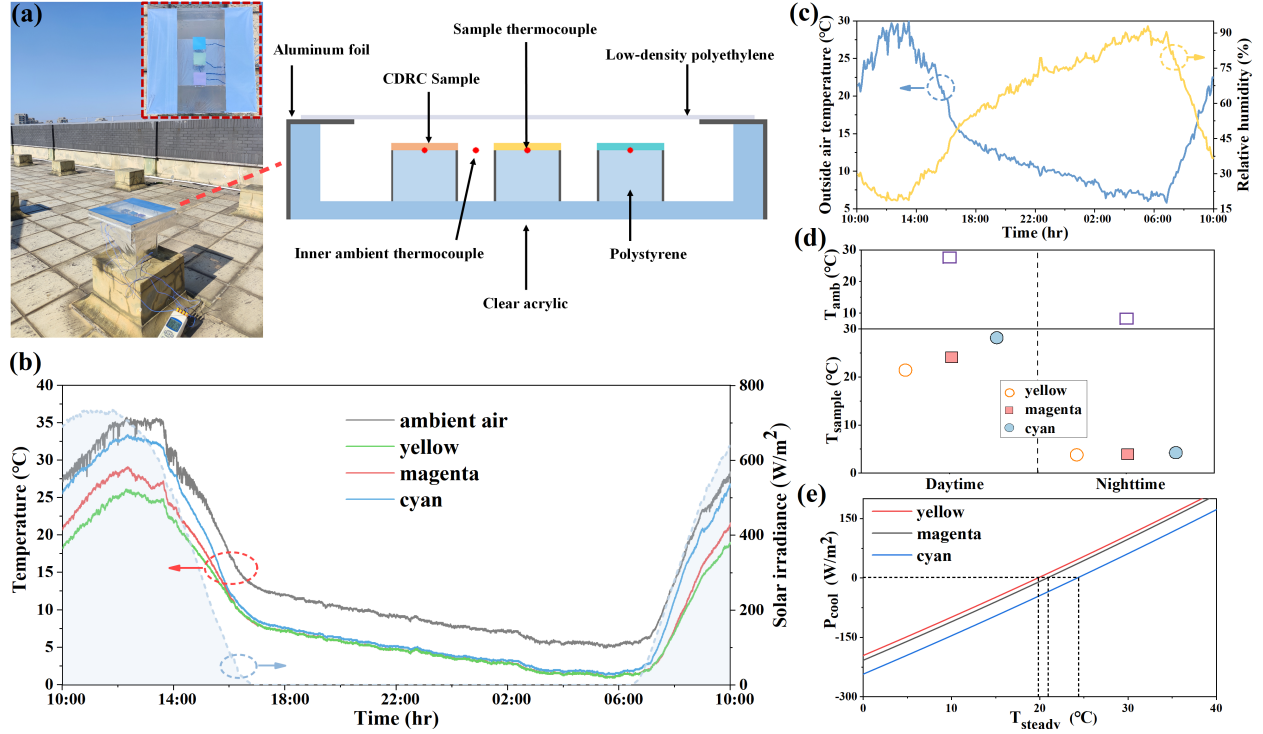 (a)
Aluminum foil
CDRC Sample
Sample thermocouple
Low-density polyethylene
Inner ambient thermocouple
Clear acrylic
Polystyrene
(b)
Temperature (℃)
40
35
30
25
20
15
10
5
0
ambient air
yellow
magenta
cyan
800
600
400
200
0
Solar irradiance (W/m²)
10:00 14:00 18:00 22:00 02:00 06:00 10:00
Time (hr)
(c)
Outside air temperature (℃)
30
25
20
15
10
5
90
75
60
45
30
15
Relative humidity (%)
10:00 14:00 18:00 22:00 02:00 06:00 10:00
Time (hr)
(d)
T_amb (℃)
30
20
10
T_sample (℃)
30
20
10
0
yellow
magenta
cyan
Daytime Nighttime
(e)
P_cool (W/m²)
150
0
-150
-300
yellow
magenta
cyan
0 10 20 30 40
T_steady (℃)